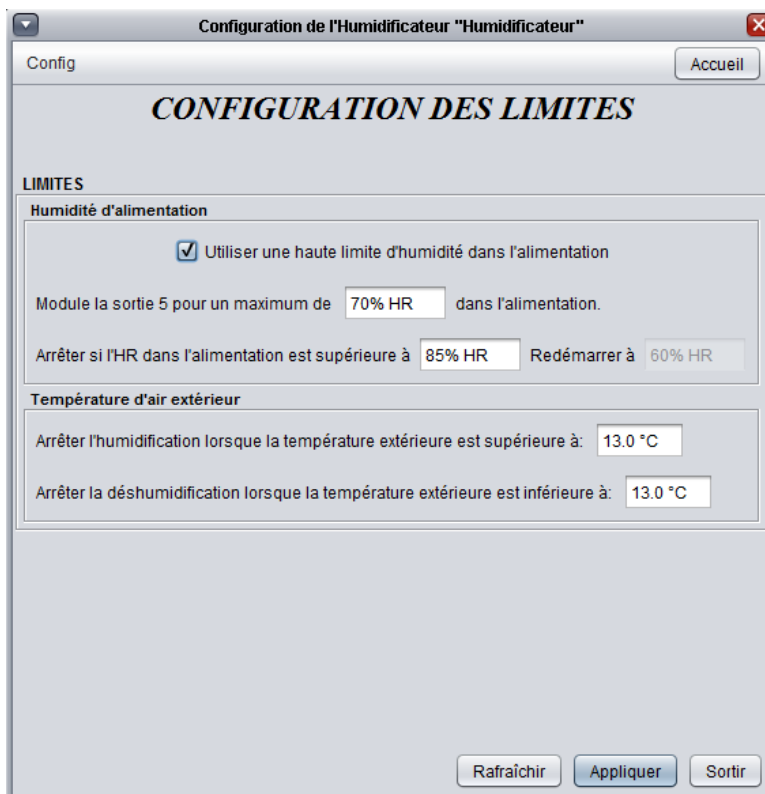 Configuration de l'Humidificateur "Humidificateur"
Config Accueil
CONFIGURATION DES LIMITES
LIMITES
Humidité d'alimentation
Utiliser une haute limite d'humidité dans l'alimentation
Module la sortie 5 pour un maximum de 70% HR dans l'alimentation.
Arrêter si l'HR dans l'alimentation est supérieure à 85% HR Redémarrer à 60% HR
Température d'air extérieur
Arrêter l'humidification lorsque la température extérieure est supérieure à: 13.0 °C
Arrêter la déshumidification lorsque la température extérieure est inférieure à: 13.0 °C
Rafraîchir Appliquer Sortir